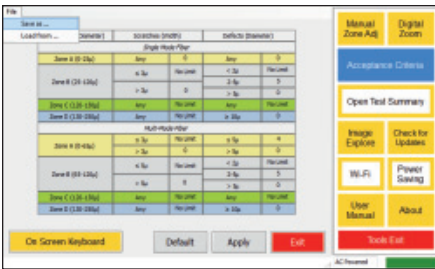 File
Save as ...
Load from ...
Diameter)
Scratches (width)
Defects (Diameter)
Single Mode Fiber
Zone A (0-25µ)
Any
0
Any
0
Zone B (25-120µ)
≤ 3µ
No Limit
< 2µ
No Limit
2-5µ
5
> 3µ
0
> 5µ
0
Zone C (120-130µ)
Any
No Limit
Any
No Limit
Zone D (130-250µ)
Any
No Limit
≥ 10µ
0
Multi-Mode Fiber
Zone A (0-65µ)
≤ 3µ
No Limit
≤ 5µ
4
> 3µ
0
> 5µ
0
Zone B (65-120µ)
≤ 5µ
No Limit
< 2µ
No Limit
2-5µ
5
> 5µ
0
> 5µ
0
Zone C (120-130µ)
Any
No Limit
Any
No Limit
Zone D (130-250µ)
Any
No Limit
≥ 10µ
0
On Screen Keyboard
Default
Apply
Exit
Manual Zone Adj
Digital Zoom
Acceptance Criteria
Open Test Summary
Image Explore
Check for Updates
Wi-Fi
Power Saving
User Manual
About
Tools Exit
AC Powered